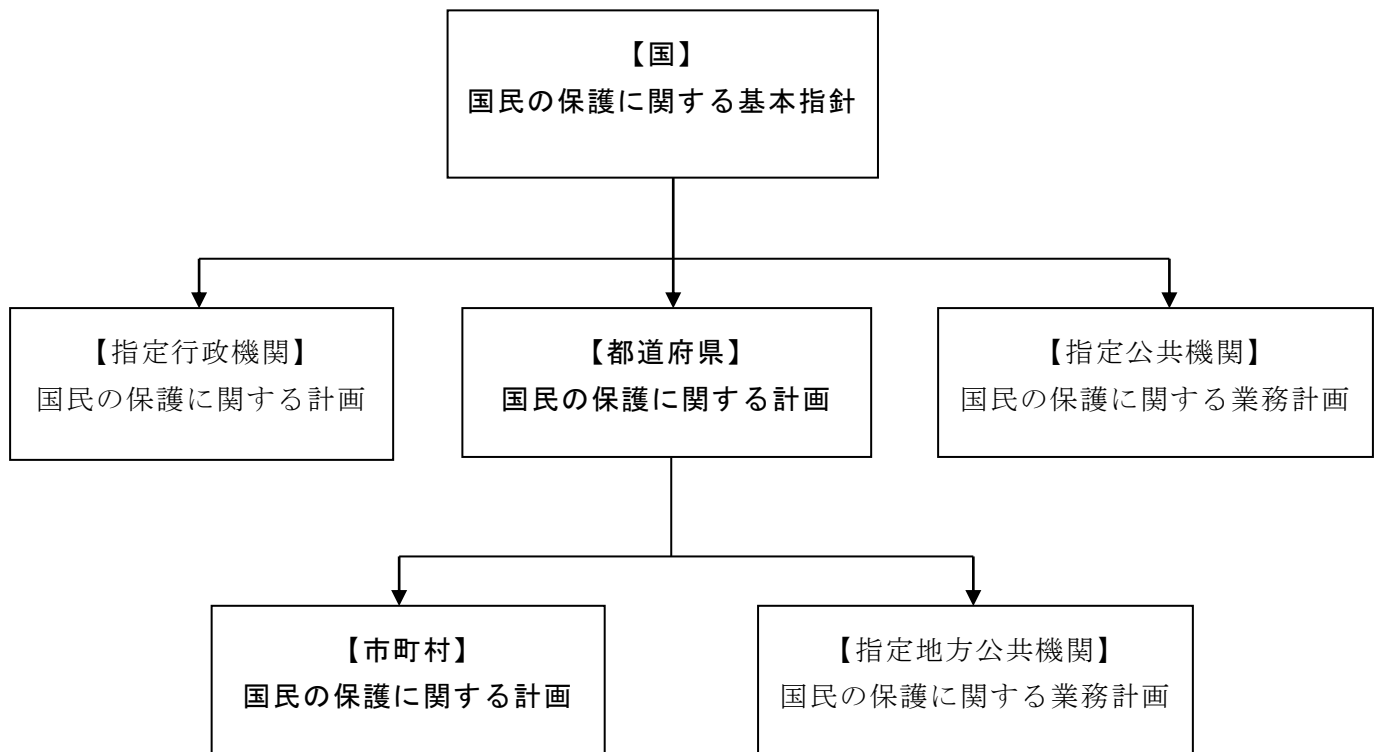 【国】
国民の保護に関する基本指針
【指定行政機関】
国民の保護に関する計画
【都道府県】
国民の保護に関する計画
【指定公共機関】
国民の保護に関する業務計画
【市町村】
国民の保護に関する計画
【指定地方公共機関】
国民の保護に関する業務計画